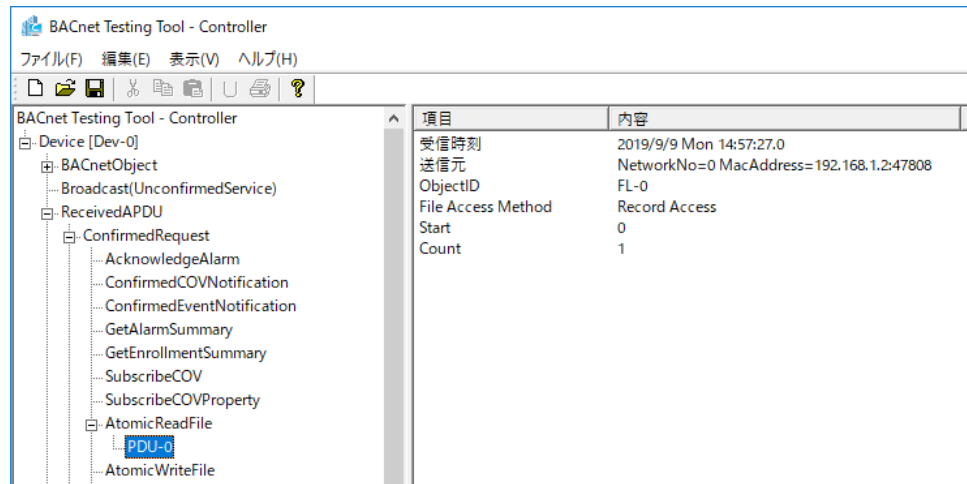 BACnet Testing Tool - Controller
ファイル(F) 編集(E) 表示(V) ヘルプ(H)
BACnet Testing Tool - Controller
Device [Dev-0]
BACnetObject
Broadcast(UnconfirmedService)
ReceivedAPDU
ConfirmedRequest
AcknowledgeAlarm
ConfirmedCOVNotification
ConfirmedEventNotification
GetAlarmSummary
GetEnrollmentSummary
SubscribeCOV
SubscribeCOVProperty
AtomicReadFile
PDU-0
AtomicWriteFile
項目 内容
受信時刻 2019/9/9 Mon 14:57:27.0
送信元 NetworkNo=0 MacAddress=192.168.1.2:47808
ObjectID FL-0
File Access Method Record Access
Start 0
Count 1